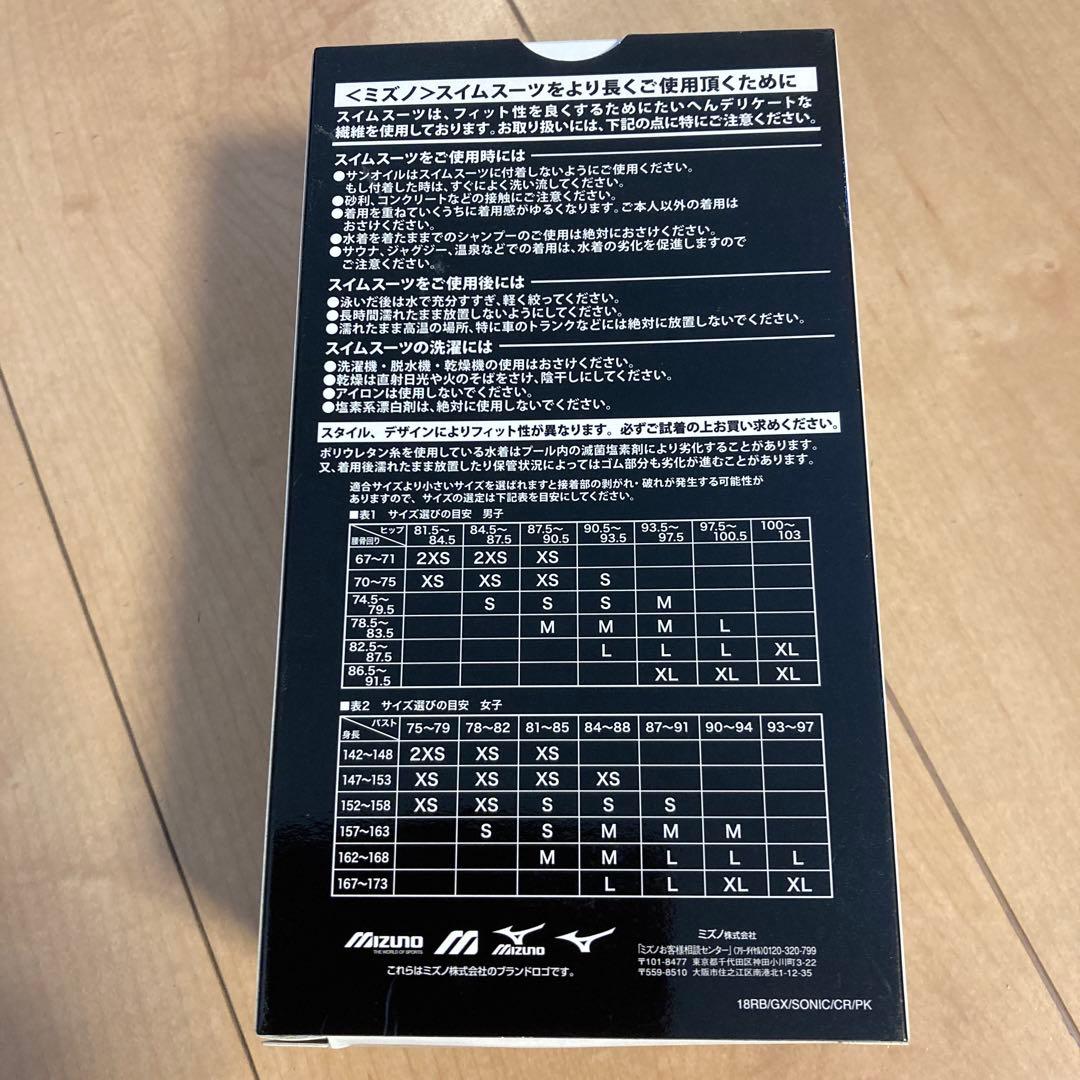 ＜ミズノ＞スイムスーツをより長くご使用頂くために
スイムスーツは、フィット性を良くするためにたいへんデリケートな
繊維を使用しております。お取り扱いには、下記の点に特にご注意ください。
スイムスーツをご使用時には
●サンオイルはスイムスーツに付着しないようにご使用ください。
もし付着した時は、すぐによく洗い流してください。
●砂利、コンクリートなどの接触にご注意ください。
●着用を重ねていくうちに着用感がゆるくなります。ご本人以外の着用は
おさけください。
●水着を着たままでのシャンプーのご使用は絶対におさけください。
●サウナ、ジャグジー、温泉などでの着用は、水着の劣化を促進しますので
ご注意ください。
スイムスーツをご使用後には
●泳いだ後は水で充分すすぎ、軽く絞ってください。
●長時間濡れたまま放置しないようにしてください。
●濡れたまま高温の場所、特に車のトランクなどには絶対に放置しないでください。
スイムスーツの洗濯には
●洗濯機・脱水機・乾燥機の使用はおさけください。
●乾燥は直射日光や火のそばをさけ、陰干しにしてください。
●アイロンは使用しないでください。
●塩素系漂白剤は、絶対に使用しないでください。
スタイル、デザインによりフィット性が異なります。必ずご試着の上お買い求めください。
ポリウレタン糸を使用している水着はプール内の滅菌塩素剤により劣化することがあります。
又、着用後濡れたまま放置したり保管状況によってはゴム部分も劣化が進むことがあります。
適合サイズより小さいサイズを選ばれますと接着部の剥がれ・破れが発生する可能性が
ありますので、サイズの選定は下記表を目安にしてください。
■表1 サイズ選びの目安 男子
ヒップ 腰骨回り 81.5〜84.5 84.5〜87.5 87.5〜90.5 90.5〜93.5 93.5〜97.5 97.5〜100.5 100〜103
67〜71 2XS 2XS XS
70〜75 XS XS XS S
74.5〜79.5 S S S M
78.5〜83.5 M M M L
82.5〜87.5 L L L XL
86.5〜91.5 XL XL XL
■表2 サイズ選びの目安 女子
バスト 身長 75〜79 78〜82 81〜85 84〜88 87〜91 90〜94 93〜97
142〜148 2XS XS XS
147〜153 XS XS XS XS
152〜158 XS XS S S S
157〜163 S S M M M
162〜168 M M L L L
167〜173 L L XL XL
MIZUNO THE WORLD OF SPORTS MIZUNO
これらはミズノ株式会社のブランドロゴです。
ミズノ株式会社
「ミズノお客様相談センター」(フリーダイヤル)0120-320-799
〒101-8477 東京都千代田区神田小川町3-22
〒559-8510 大阪市住之江区南港北1-12-35
18RB/GX/SONIC/CR/PK